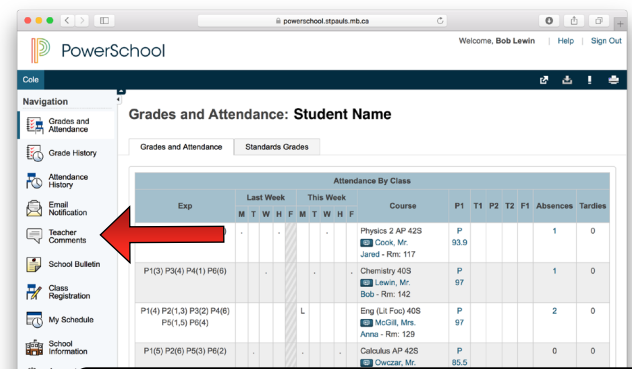 powerschool.stpauls.mb.ca
PowerSchool
Welcome, Bob Lewin | Help | Sign Out
Cole
Navigation
Grades and Attendance
Grade History
Attendance History
Email Notification
Teacher Comments
School Bulletin
Class Registration
My Schedule
School Information
Grades and Attendance: Student Name
Grades and Attendance
Standards Grades
Attendance By Class
Exp
Last Week
This Week
Course
P1 T1 P2 T2 F1 Absences Tardies
M T W H F M T W H F
Physics 2 AP 42S
Cook, Mr.
Jared - Rm: 117
P
93.9
1
0
P1(3) P3(4) P4(1) P6(6)
Chemistry 40S
Lewin, Mr.
Bob - Rm: 142
P
97
1
0
P1(4) P2(1,3) P3(2) P4(6)
P5(1,5) P6(4)
L
Eng (Lit Foc) 40S
McGill, Mrs.
Anna - Rm: 129
P
97
2
0
P1(5) P2(6) P5(3) P6(2)
Calculus AP 42S
Owczar, Mr.
P
85.5
0
0